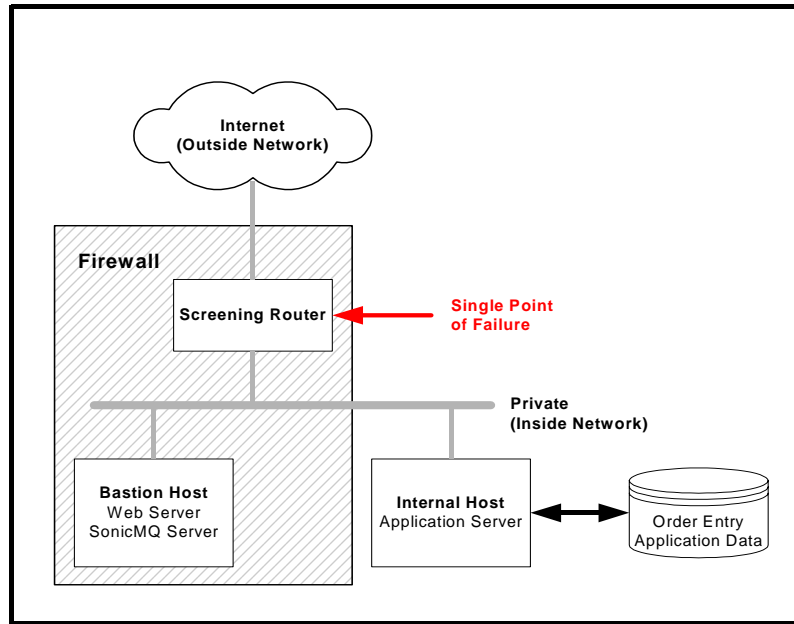 Internet
(Outside Network)
Firewall
Screening Router
Single Point
of Failure
Private
(Inside Network)
Bastion Host
Web Server
SonicMQ Server
Internal Host
Application Server
Order Entry
Application Data